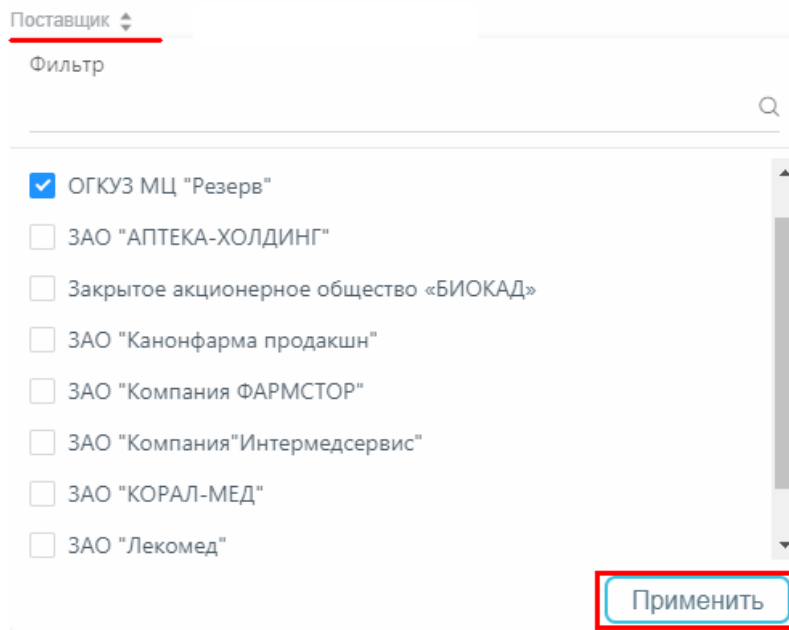 Поставщик
Фильтр
ОГКУЗ МЦ "Резерв"
ЗАО "АПТЕКА-ХОЛДИНГ"
Закрытое акционерное общество «БИОКАД»
ЗАО "Канонфарма продакшн"
ЗАО "Компания ФАРМСТОР"
ЗАО "Компания"Интермедсервис"
ЗАО "КОРАЛ-МЕД"
ЗАО "Лекомед"
Применить